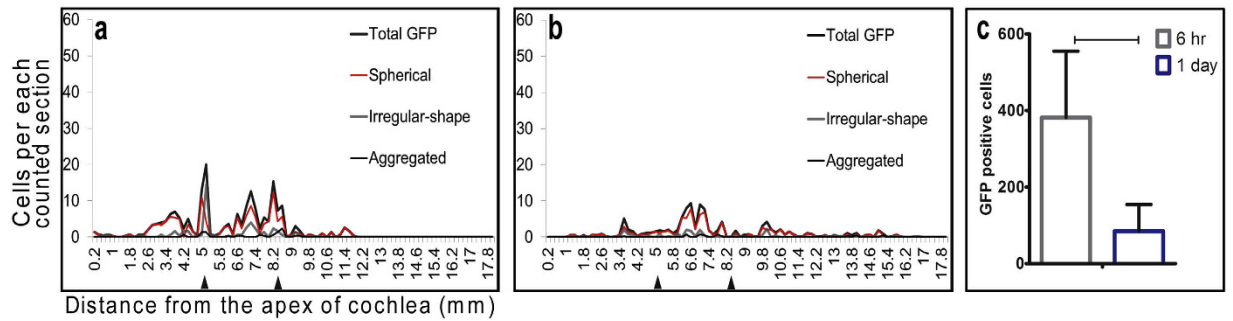 a
Cells per each
counted section
60
50
40
30
20
10
0
Total GFP
Spherical
Irregular-shape
Aggregated
0.2 1 1.8 2.6 3.4 4.2 5 5.8 6.6 7.4 8.2 9 9.8 10.6 11.4 12.2 13 13.8 14.6 15.4 16.2 17 17.8
Distance from the apex of cochlea (mm)
b
60
50
40
30
20
10
0
Total GFP
Spherical
Irregular-shape
Aggregated
0.2 1 1.8 2.6 3.4 4.2 5 5.8 6.6 7.4 8.2 9 9.8 10.6 11.4 12.2 13 13.8 14.6 15.4 16.2 17 17.8
c
GFP positive cells
600
400
200
0
6 hr
1 day